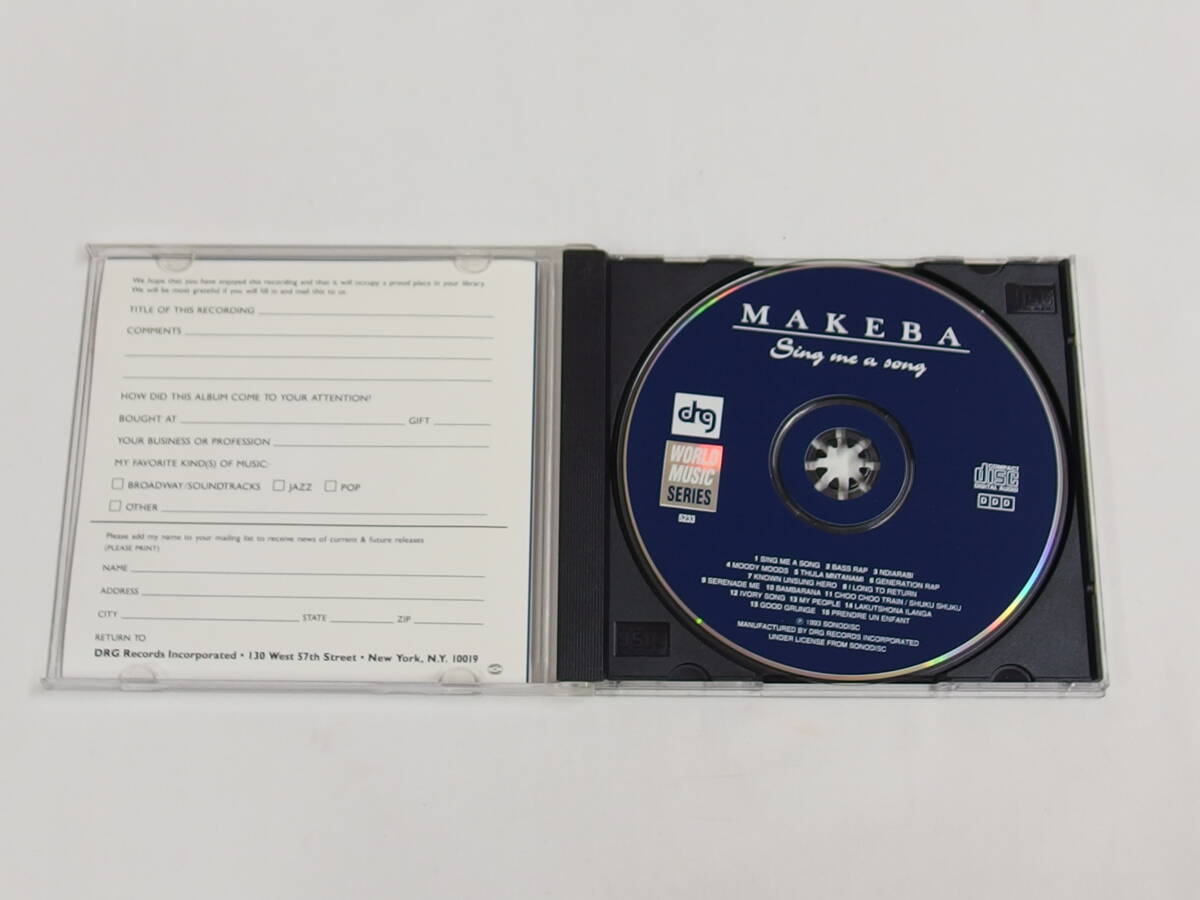 We hope that you have enjoyed this recording and that it will occupy a proud place in your library.
We will be most grateful if you will fill in and mail this to us.
TITLE OF THIS RECORDING
COMMENTS
HOW DID THIS ALBUM COME TO YOUR ATTENTION?
BOUGHT AT GIFT
YOUR BUSINESS OR PROFESSION
MY FAVORITE KIND(S) OF MUSIC:
BROADWAY/SOUNDTRACKS JAZZ POP
OTHER
Please add my name to your mailing list to receive news of current & future releases
(PLEASE PRINT)
NAME
ADDRESS
CITY STATE ZIP
RETURN TO
DRG Records Incorporated • 130 West 57th Street • New York, N.Y. 10019
MAKEBA
Sing me a song
drg
WORLD
MUSIC
SERIES
5233
COMPACT
disc
DIGITAL AUDIO
DDD
1 SING ME A SONG 2 BASS RAP 3 NDIARABI
4 MOODY MOODS 5 THULA MNTANAMI 6 GENERATION RAP
7 KNOWN UNSUNG HERO 8 I LONG TO RETURN
9 SERENADE ME 10 BAMBARANA 11 CHOO CHOO TRAIN / SHUKU SHUKU
12 IVORY SONG 13 MY PEOPLE 14 LAKUTSHONA ILANGA
15 GOOD GRUNGE 16 PRENDRE UN ENFANT
℗ 1993 SONODISC
MANUFACTURED BY DRG RECORDS INCORPORATED
UNDER LICENSE FROM SONODISC